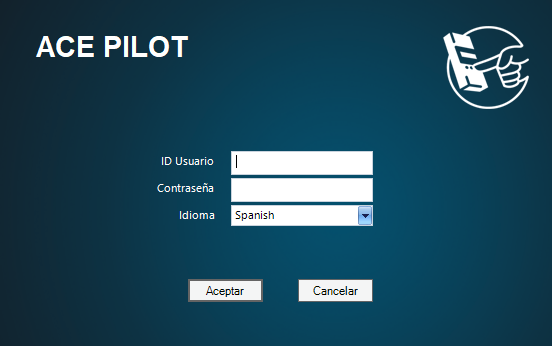 ACE PILOT
ID Usuario
Contraseña
Idioma Spanish
Aceptar Cancelar